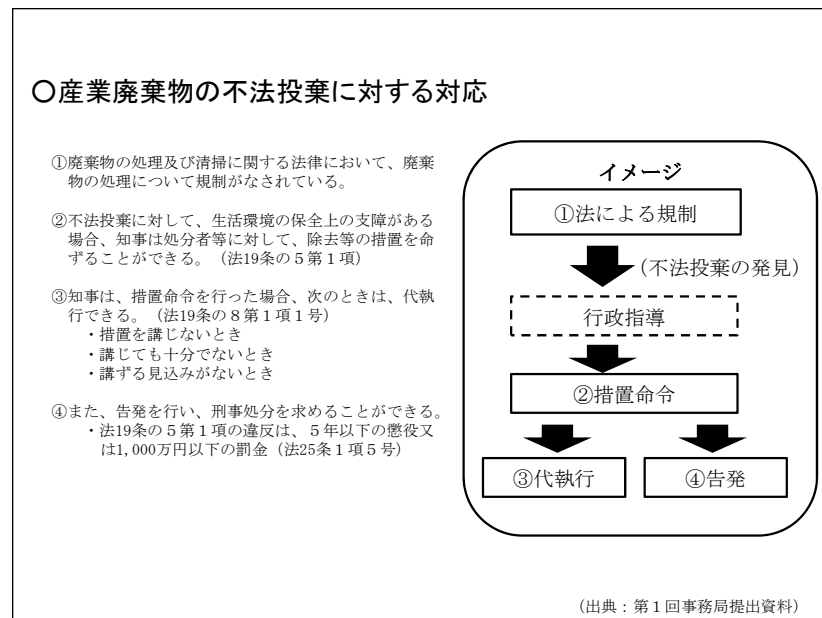 〇産業廃棄物の不法投棄に対する対応
①廃棄物の処理及び清掃に関する法律において、廃棄
物の処理について規制がなされている。
②不法投棄に対して、生活環境の保全上の支障がある
場合、知事は処分者等に対して、除去等の措置を命
ずることができる。（法19条の５第１項）
③知事は、措置命令を行った場合、次のときは、代執
行できる。（法19条の８第１項１号）
・措置を講じないとき
・講じても十分でないとき
・講ずる見込みがないとき
④また、告発を行い、刑事処分を求めることができる。
・法19条の５第１項の違反は、５年以下の懲役又
は1,000万円以下の罰金（法25条１項５号）
イメージ
①法による規制
（不法投棄の発見）
行政指導
②措置命令
③代執行
④告発
（出典：第１回事務局提出資料）